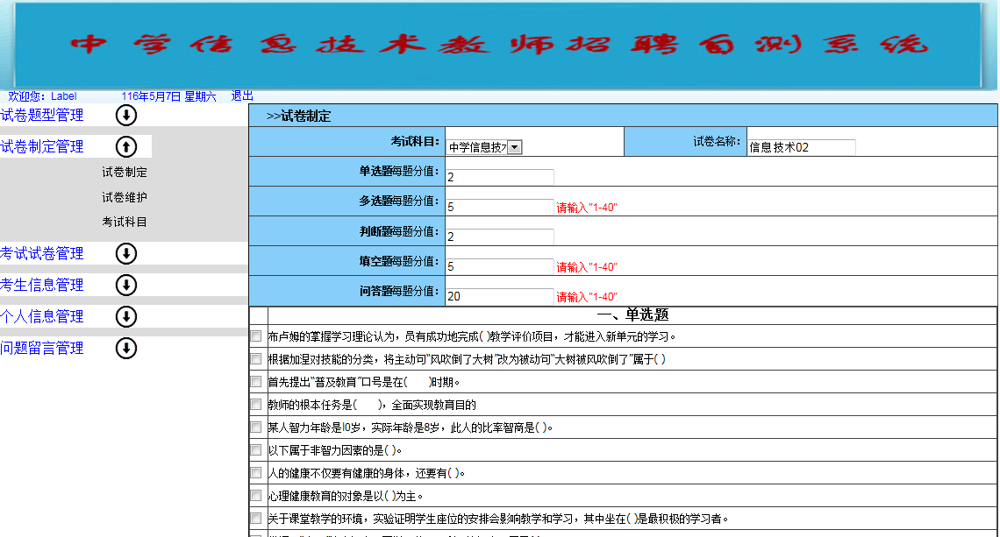 中学信息技术教师招聘自测系统
欢迎您：Label 116年5月7日 星期六 退出
试卷题型管理
试卷制定管理
试卷制定
试卷维护
考试科目
考试试卷管理
考生信息管理
个人信息管理
问题留言管理
>>试卷制定
考试科目： 中学信息技 试卷名称： 信息技术02
单选题每题分值： 2
多选题每题分值： 5 请输入"1-40"
判断题每题分值： 2
填空题每题分值： 5 请输入"1-40"
问答题每题分值： 20 请输入"1-40"
一、单选题
布卢姆的掌握学习理论认为，员有成功地完成( )教学评价项目，才能进入新单元的学习。
根据加涅对技能的分类，将主动句“风吹倒了大树”改为被动句“大树被风吹倒了”属于( )
首先提出“普及教育”口号是在( )时期。
教师的根本任务是( )，全面实现教育目的
某人智力年龄是l0岁，实际年龄是8岁，此人的比率智商是( )。
以下属于非智力因素的是( )。
人的健康不仅要有健康的身体，还要有( )。
心理健康教育的对象是以( )为主。
关于课堂教学的环境，实验证明学生座位的安排会影响教学和学习，其中坐在( )是最积极的学习者。